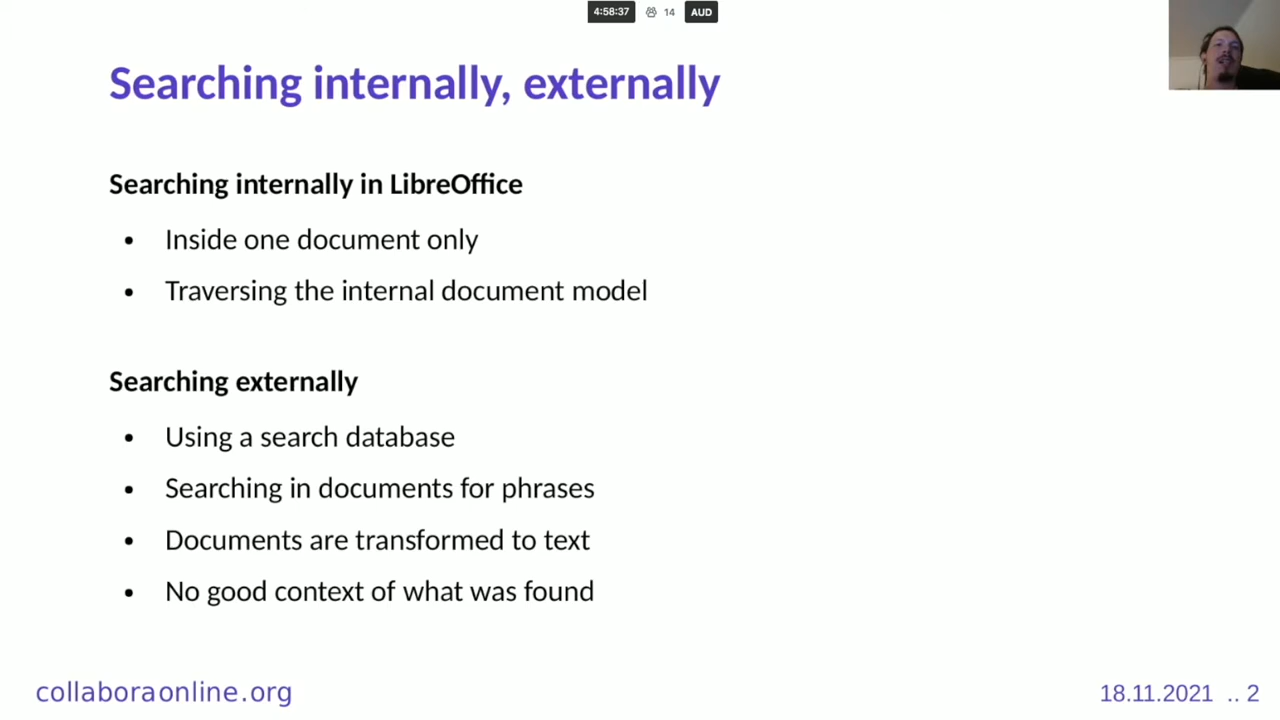 4:58:37 14 AUD
Searching internally, externally
Searching internally in LibreOffice
• Inside one document only
• Traversing the internal document model
Searching externally
• Using a search database
• Searching in documents for phrases
• Documents are transformed to text
• No good context of what was found
collaboraonline.org 18.11.2021 .. 2